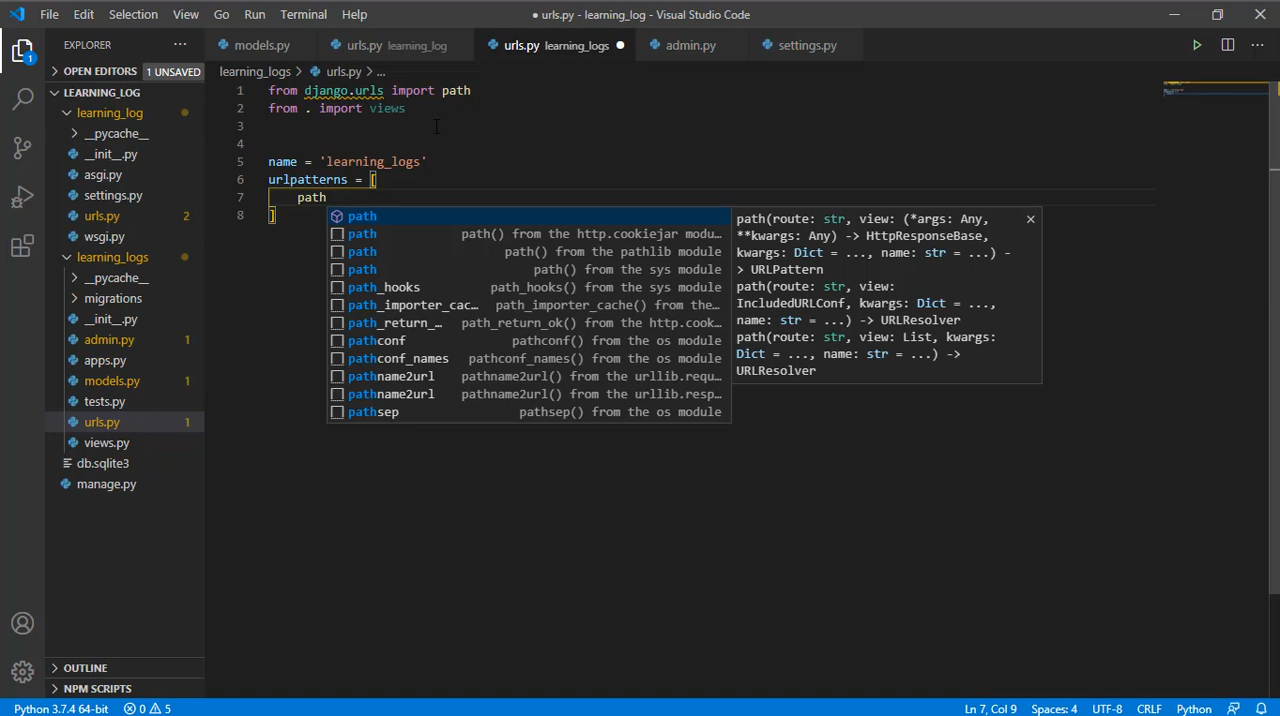 File Edit Selection View Go Run Terminal Help
● urls.py - learning_log - Visual Studio Code
EXPLORER ...
models.py
urls.py learning_log
urls.py learning_logs ●
admin.py
settings.py
OPEN EDITORS 1 UNSAVED
LEARNING_LOG
learning_log
__pycache__
__init__.py
asgi.py
settings.py
urls.py 2
wsgi.py
learning_logs
__pycache__
migrations
__init__.py
admin.py 1
apps.py
models.py 1
tests.py
urls.py 1
views.py
db.sqlite3
manage.py
OUTLINE
NPM SCRIPTS
1
learning_logs > urls.py > ...
1 from django.urls import path
2 from . import views
3
4
5 name = 'learning_logs'
6 urlpatterns = [
7 path
8 ]
path
path path() from the http.cookiejar modu...
path path() from the pathlib module
path path() from the sys module
path_hooks path_hooks() from the sys module
path_importer_cac... path_importer_cache() from the...
path_return_... path_return_ok() from the http.cook...
pathconf pathconf() from the os module
pathconf_names pathconf_names() from the os module
pathname2url pathname2url() from the urllib.requ...
pathname2url pathname2url() from the urllib.resp...
pathsep pathsep() from the os module
path(route: str, view: (*args: Any,
**kwargs: Any) -> HttpResponseBase,
kwargs: Dict = ..., name: str = ...) -
> URLPattern
path(route: str, view:
IncludedURLConf, kwargs: Dict = ...,
name: str = ...) -> URLResolver
path(route: str, view: List, kwargs:
Dict = ..., name: str = ...) ->
URLResolver
Python 3.7.4 64-bit 0 5 Ln 7, Col 9 Spaces: 4 UTF-8 CRLF Python